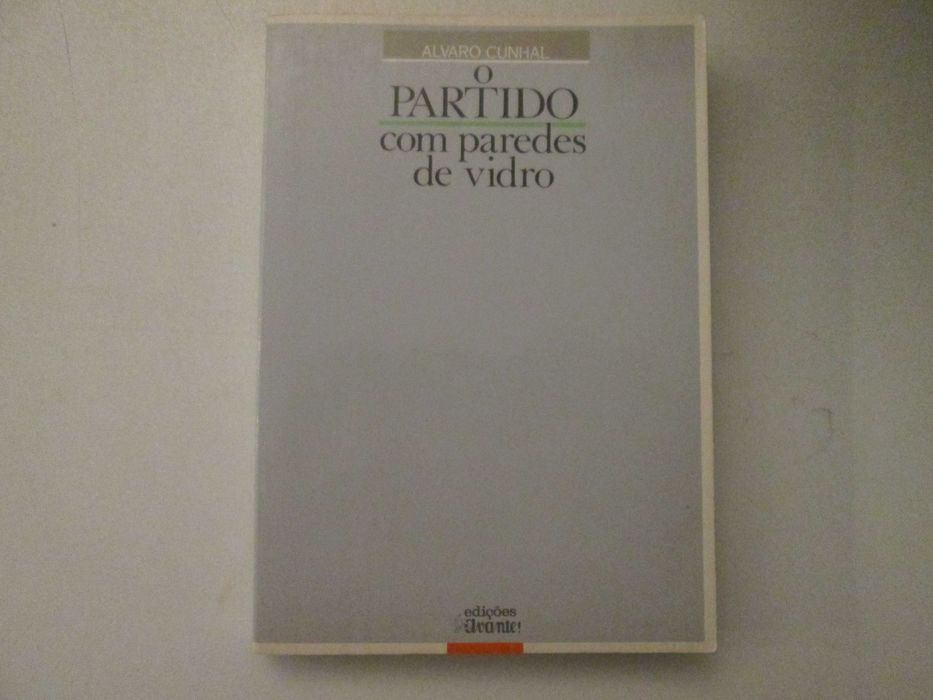 ALVARO CUNHAL
O
PARTIDO
com paredes
de vidro
edições
Avante!